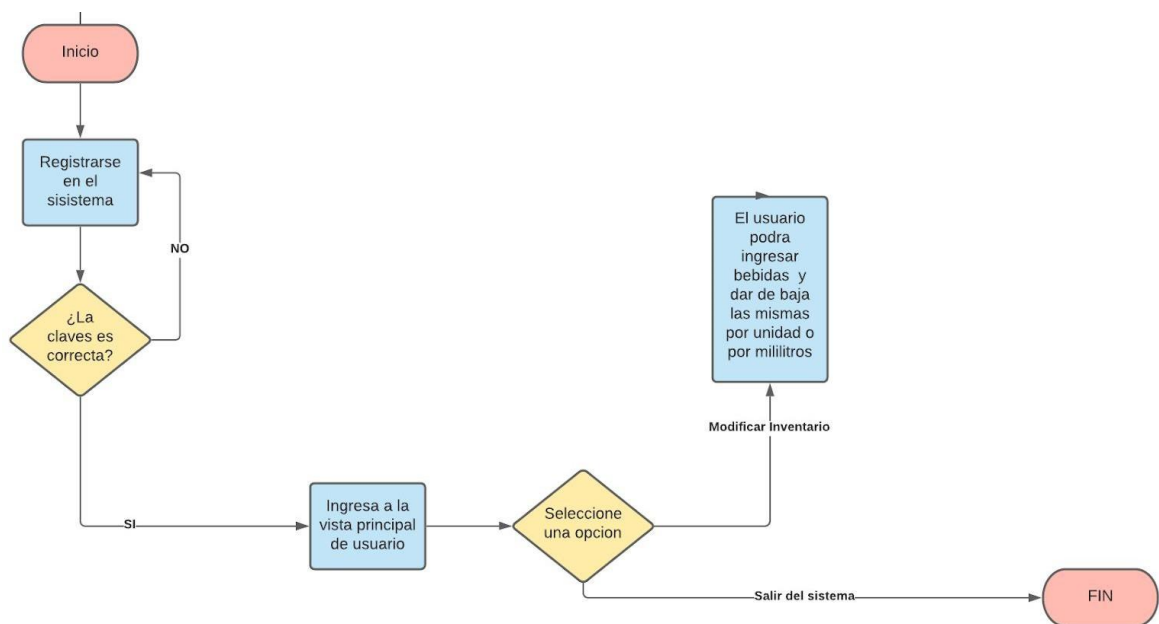 Inicio
Registrarse
en el
sisistema
NO
¿La
claves es
correcta?
SI
Ingresa a la
vista principal
de usuario
Seleccione
una opcion
Modificar Inventario
El usuario
podra
ingresar
bebidas y
dar de baja
las mismas
por unidad o
por mililitros
Salir del sistema
FIN